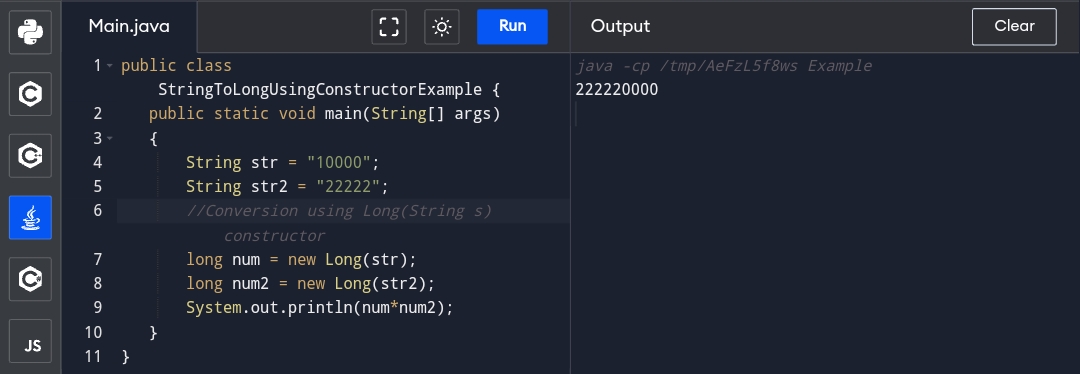 Main.java
Run
Output
Clear
1 public class
StringToLongUsingConstructorExample {
2 public static void main(String[] args)
3 {
4 String str = "10000";
5 String str2 = "22222";
6 //Conversion using Long(String s)
constructor
7 long num = new Long(str);
8 long num2 = new Long(str2);
9 System.out.println(num*num2);
10 }
11 }
java -cp /tmp/AeFzL5f8ws Example
222220000
JS